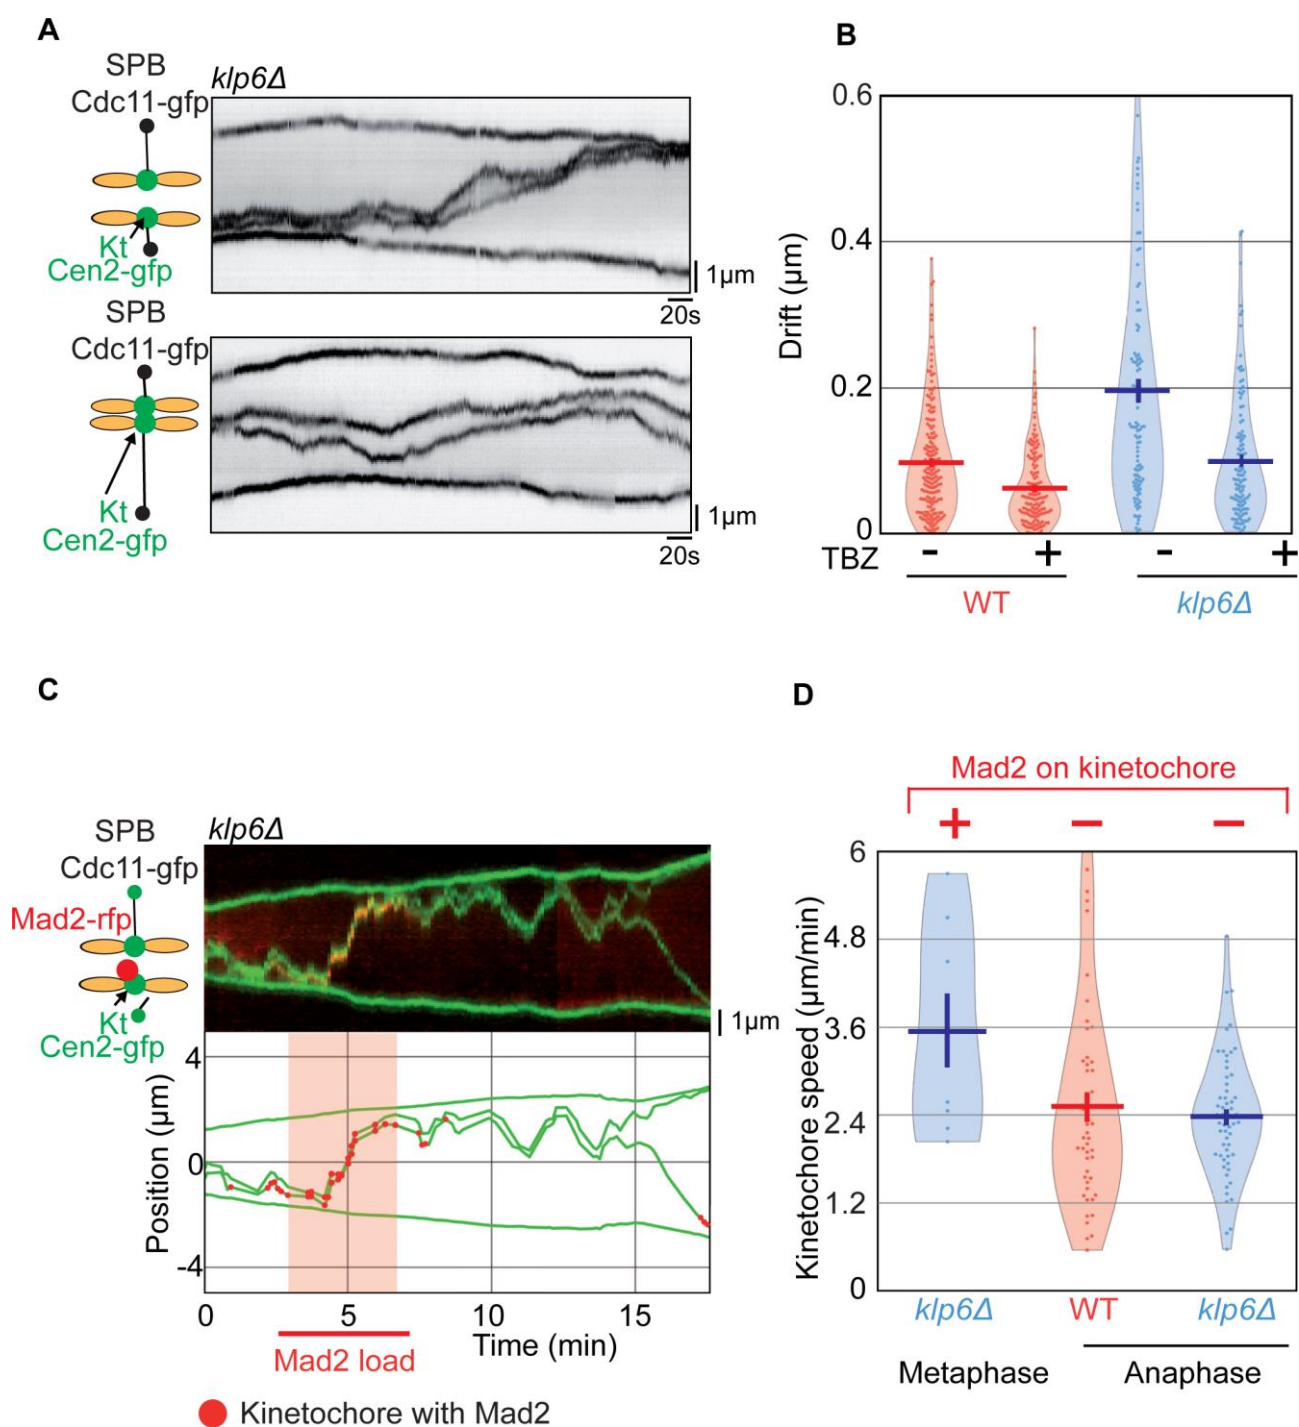 A
SPB
Cdc11-gfp
klp6Δ
Kt
Cen2-gfp
1µm
20s
SPB
Cdc11-gfp
Kt
Cen2-gfp
1µm
20s
B
0.6
0.4
0.2
0
Drift (µm)
TBZ - + - +
WT klp6Δ
C
SPB
Cdc11-gfp
klp6Δ
Mad2-rfp
Kt
Cen2-gfp
1µm
4
0
-4
Position (µm)
0 5 10 15
Time (min)
Mad2 load
Kinetochore with Mad2
D
Mad2 on kinetochore
+ − −
6
4.8
3.6
2.4
1.2
0
Kinetochore speed (µm/min)
klp6Δ WT klp6Δ
Metaphase Anaphase